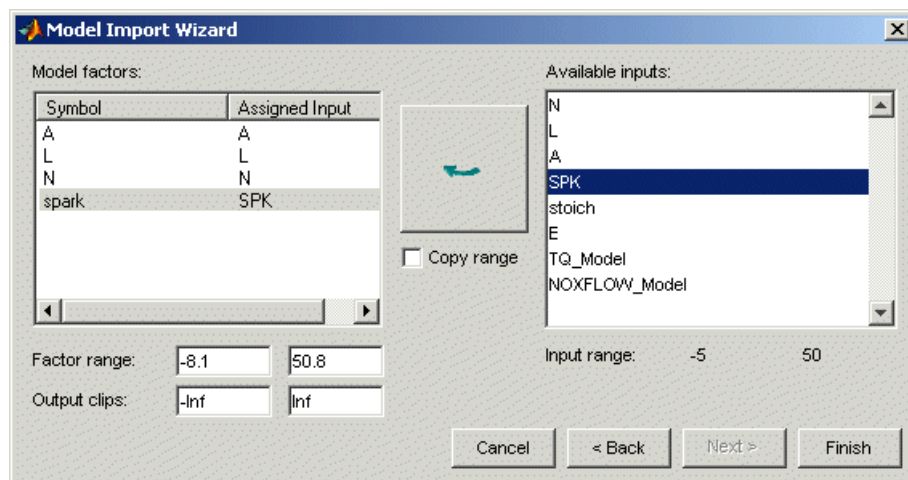 Model Import Wizard
Model factors:
Symbol Assigned Input
A A
L L
N N
spark SPK
Copy range
Available inputs:
N
L
A
SPK
stoich
E
TQ_Model
NOXFLOW_Model
Factor range: -8.1 50.8
Input range: -5 50
Output clips: -Inf Inf
Cancel < Back Next > Finish